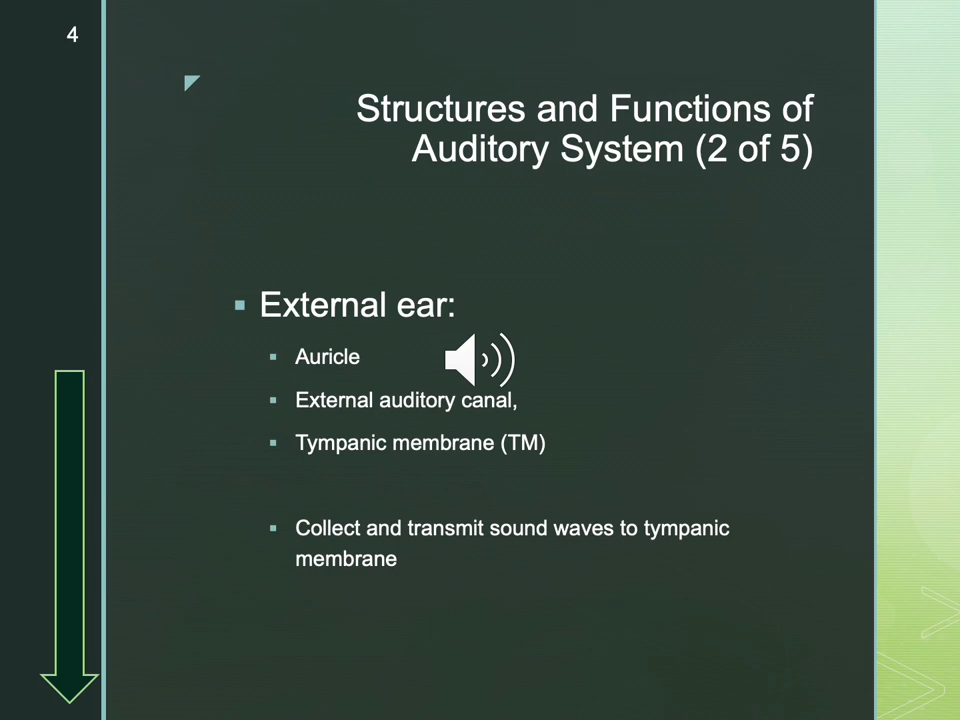 4
Structures and Functions of
Auditory System (2 of 5)
External ear:
Auricle
External auditory canal,
Tympanic membrane (TM)
Collect and transmit sound waves to tympanic
membrane